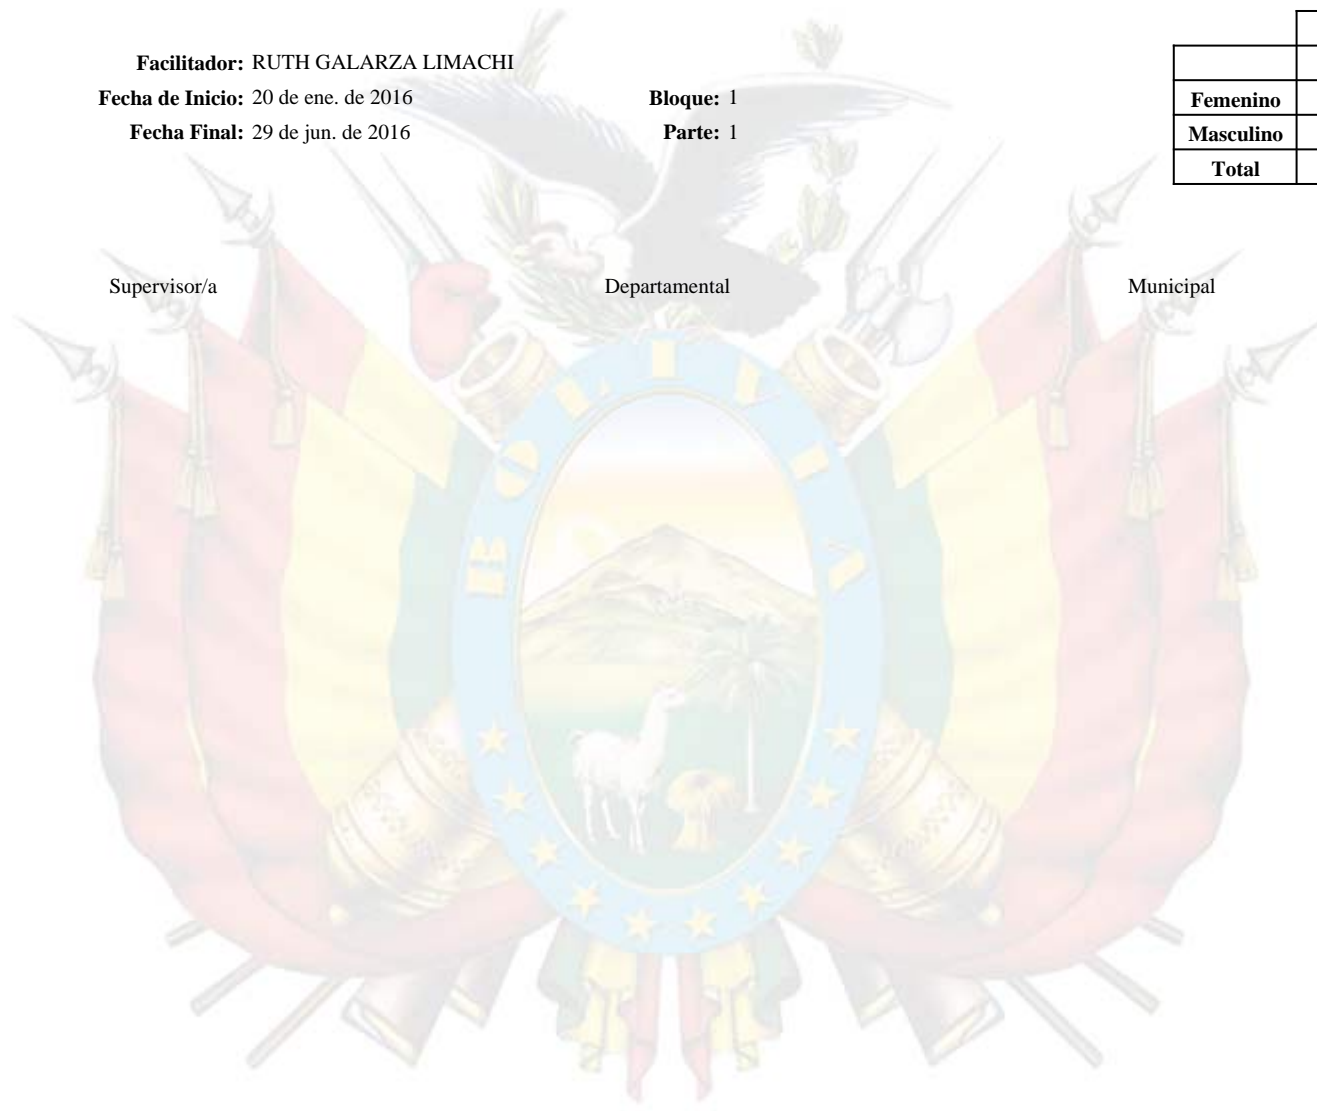 Facilitador: RUTH GALARZA LIMACHI
Fecha de Inicio: 20 de ene. de 2016 Bloque: 1
Fecha Final: 29 de jun. de 2016 Parte: 1
Femenino
Masculino
Total
Supervisor/a Departamental Municipal
BOLIVIA